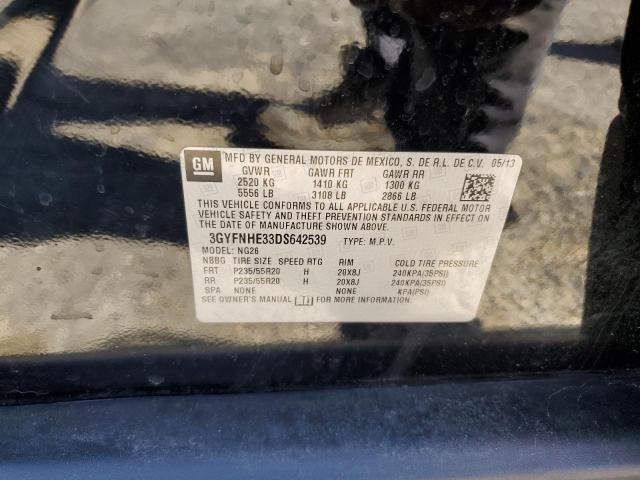 GM MFD BY GENERAL MOTORS DE MEXICO, S. DE R.L. DE C.V. 05/13
GVWR GAWR FRT GAWR RR
2520 KG 1410 KG 1300 KG
5556 LB 3108 LB 2866 LB
THIS VEHICLE CONFORMS TO ALL APPLICABLE U.S. FEDERAL MOTOR
VEHICLE SAFETY AND THEFT PREVENTION STANDARDS IN EFFECT ON
THE DATE OF MANUFACTURE SHOWN ABOVE.
3GYFNHE33DS642539 TYPE: M.P.V.
MODEL: NG26
NBBG TIRE SIZE SPEED RTG RIM COLD TIRE PRESSURE
FRT P235/55R20 H 20X8J 240KPA(35PSI)
RR P235/55R20 H 20X8J 240KPA(35PSI)
SPA NONE NONE KPA(PSI)
SEE OWNER'S MANUAL FOR MORE INFORMATION.